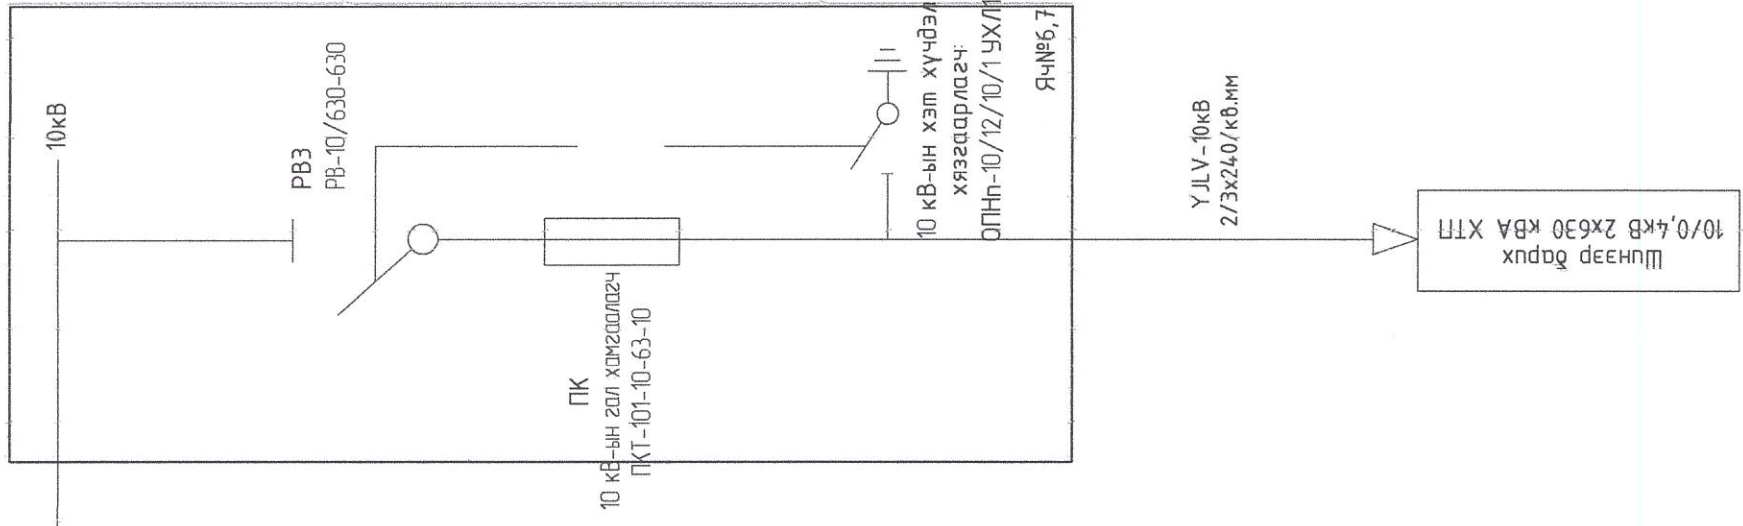 10кВ
РВЗ
РВ-10/630-630
ПК
10 кВ-ын гал хамгаалагч
ПКТ-101-10-63-10
10 кВ-ын хэт хүчдэл
хязгаарлагч:
ОПНп-10/12/10/1 УХЛ1
Яч№6,7
YJLV-10кВ
2/3х240/кв.мм
Шинээр барих
10/0,4кВ 2х630 кВА ХТП